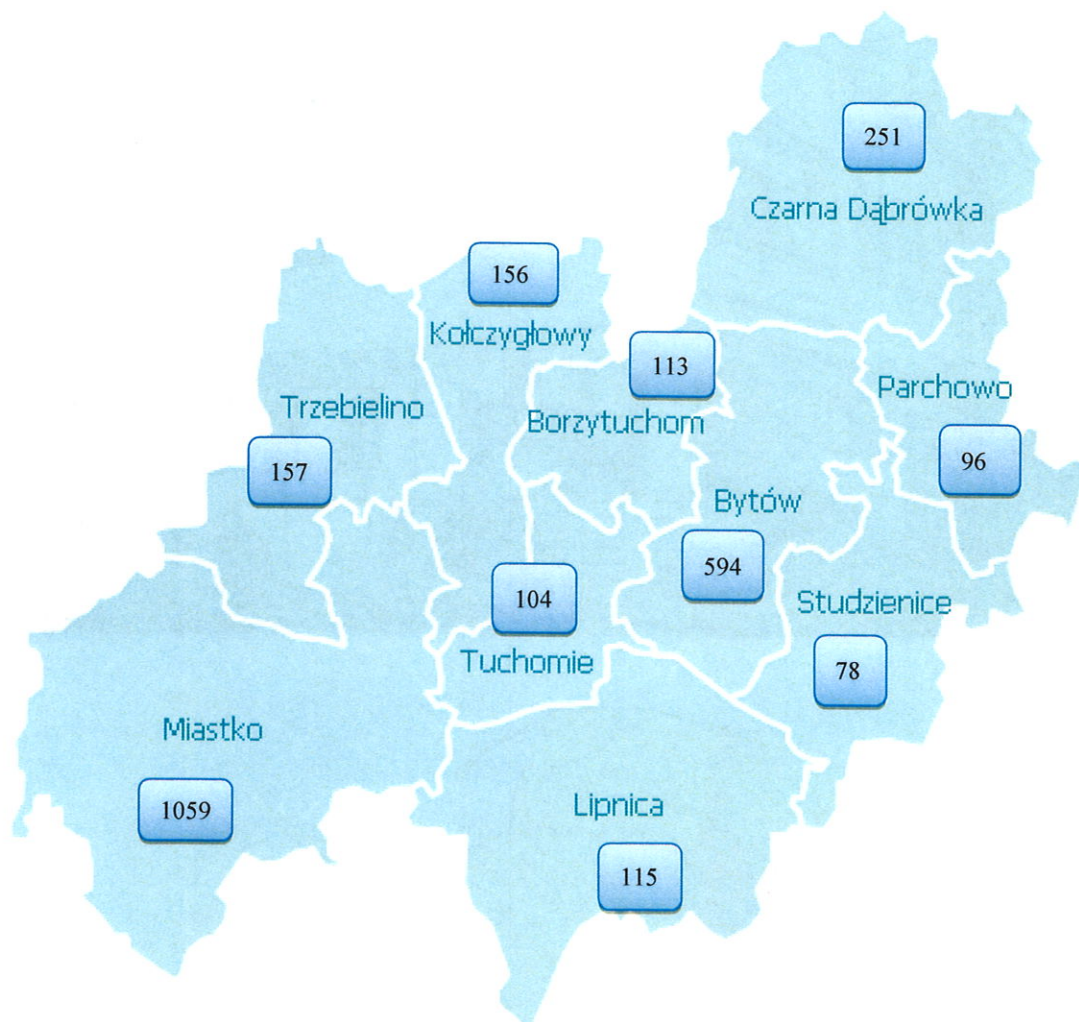 251
Czarna Dąbrówka
156
Kołczygłowy
113
Borzytuchom
Parchowo
96
Trzebielino
157
Bytów
594
104
Tuchomie
Studzienice
78
Miastko
1059
Lipnica
115